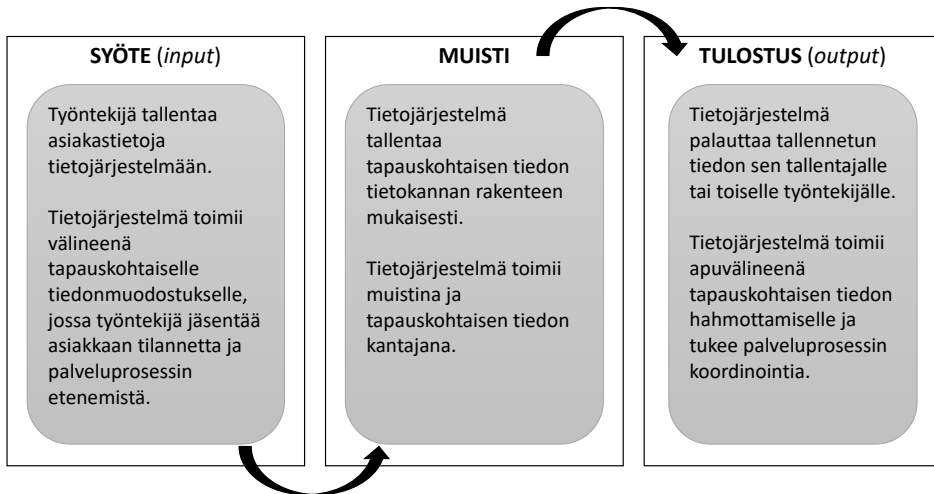 SYÖTE (input)
Työntekijä tallentaa
asiakastietoja
tietojärjestelmään.
Tietojärjestelmä toimii
välineenä
tapauskohtaiselle
tiedonmuodostukselle,
jossa työntekijä jäsentää
asiakkaan tilannetta ja
palveluprosessin
etenemistä.
MUISTI
Tietojärjestelmä
tallentaa
tapauskohtaisen tiedon
tietokannan rakenteen
mukaisesti.
Tietojärjestelmä toimii
muistina ja
tapauskohtaisen tiedon
kantajana.
TULOSTUS (output)
Tietojärjestelmä
palauttaa tallennetun
tiedon sen tallentajalle
tai toiselle työntekijälle.
Tietojärjestelmä toimii
apuvälineenä
tapauskohtaisen tiedon
hahmottamiselle ja
tukee palveluprosessin
koordinointia.